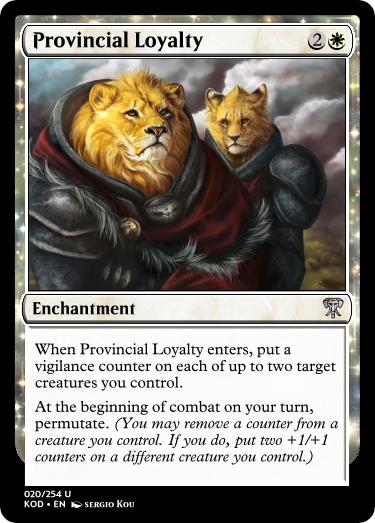 Provincial Loyalty 2
Enchantment
When Provincial Loyalty enters, put a
vigilance counter on each of up to two target
creatures you control.
At the beginning of combat on your turn,
permutate. (You may remove a counter from a
creature you control. If you do, put two +1/+1
counters on a different creature you control.)
020/254 U
KOD • EN SERGIO KOU